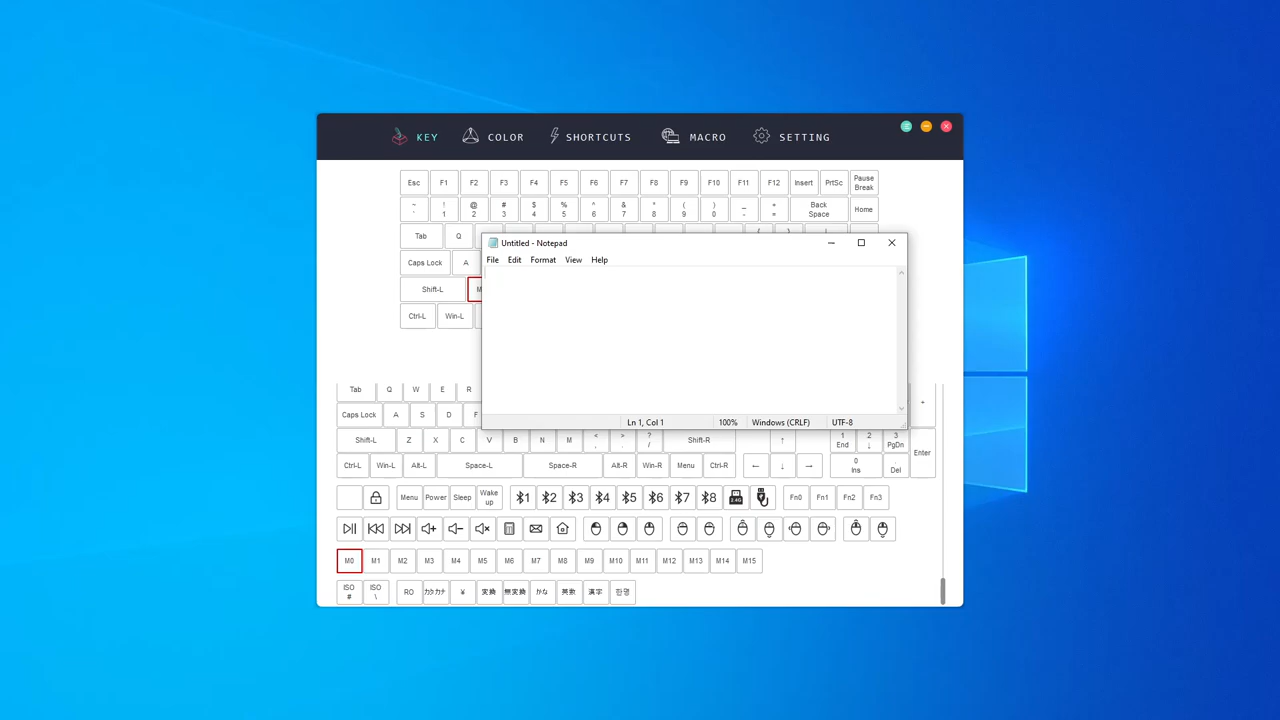 KEY COLOR SHORTCUTS MACRO SETTING
Esc F1 F2 F3 F4 F5 F6 F7 F8 F9 F10 F11 F12 Insert PrtSc Pause Break
~ ` ! 1 @ 2 # 3 $ 4 % 5 ^ 6 & 7 * 8 ( 9 ) 0 _ - + = Back Space Home
Tab Q
Caps Lock A
Shift-L
Ctrl-L Win-L
Untitled - Notepad
File Edit Format View Help
Ln 1, Col 1 100% Windows (CRLF) UTF-8
Tab Q W E R +
Caps Lock A S D F
Shift-L Z X C V B N M < , > . ? / Shift-R ↑ 1 End 2 ↓ 3 PgDn Enter
Ctrl-L Win-L Alt-L Space-L Space-R Alt-R Win-R Menu Ctrl-R ← ↓ → 0 Ins . Del
Menu Power Sleep Wake up 1 2 3 4 5 6 7 8 2.4G Fn0 Fn1 Fn2 Fn3
M0 M1 M2 M3 M4 M5 M6 M7 M8 M9 M10 M11 M12 M13 M14 M15
ISO # ISO \ RO カタカナ ¥ 変換 無変換 かな 英数 漢字 한영